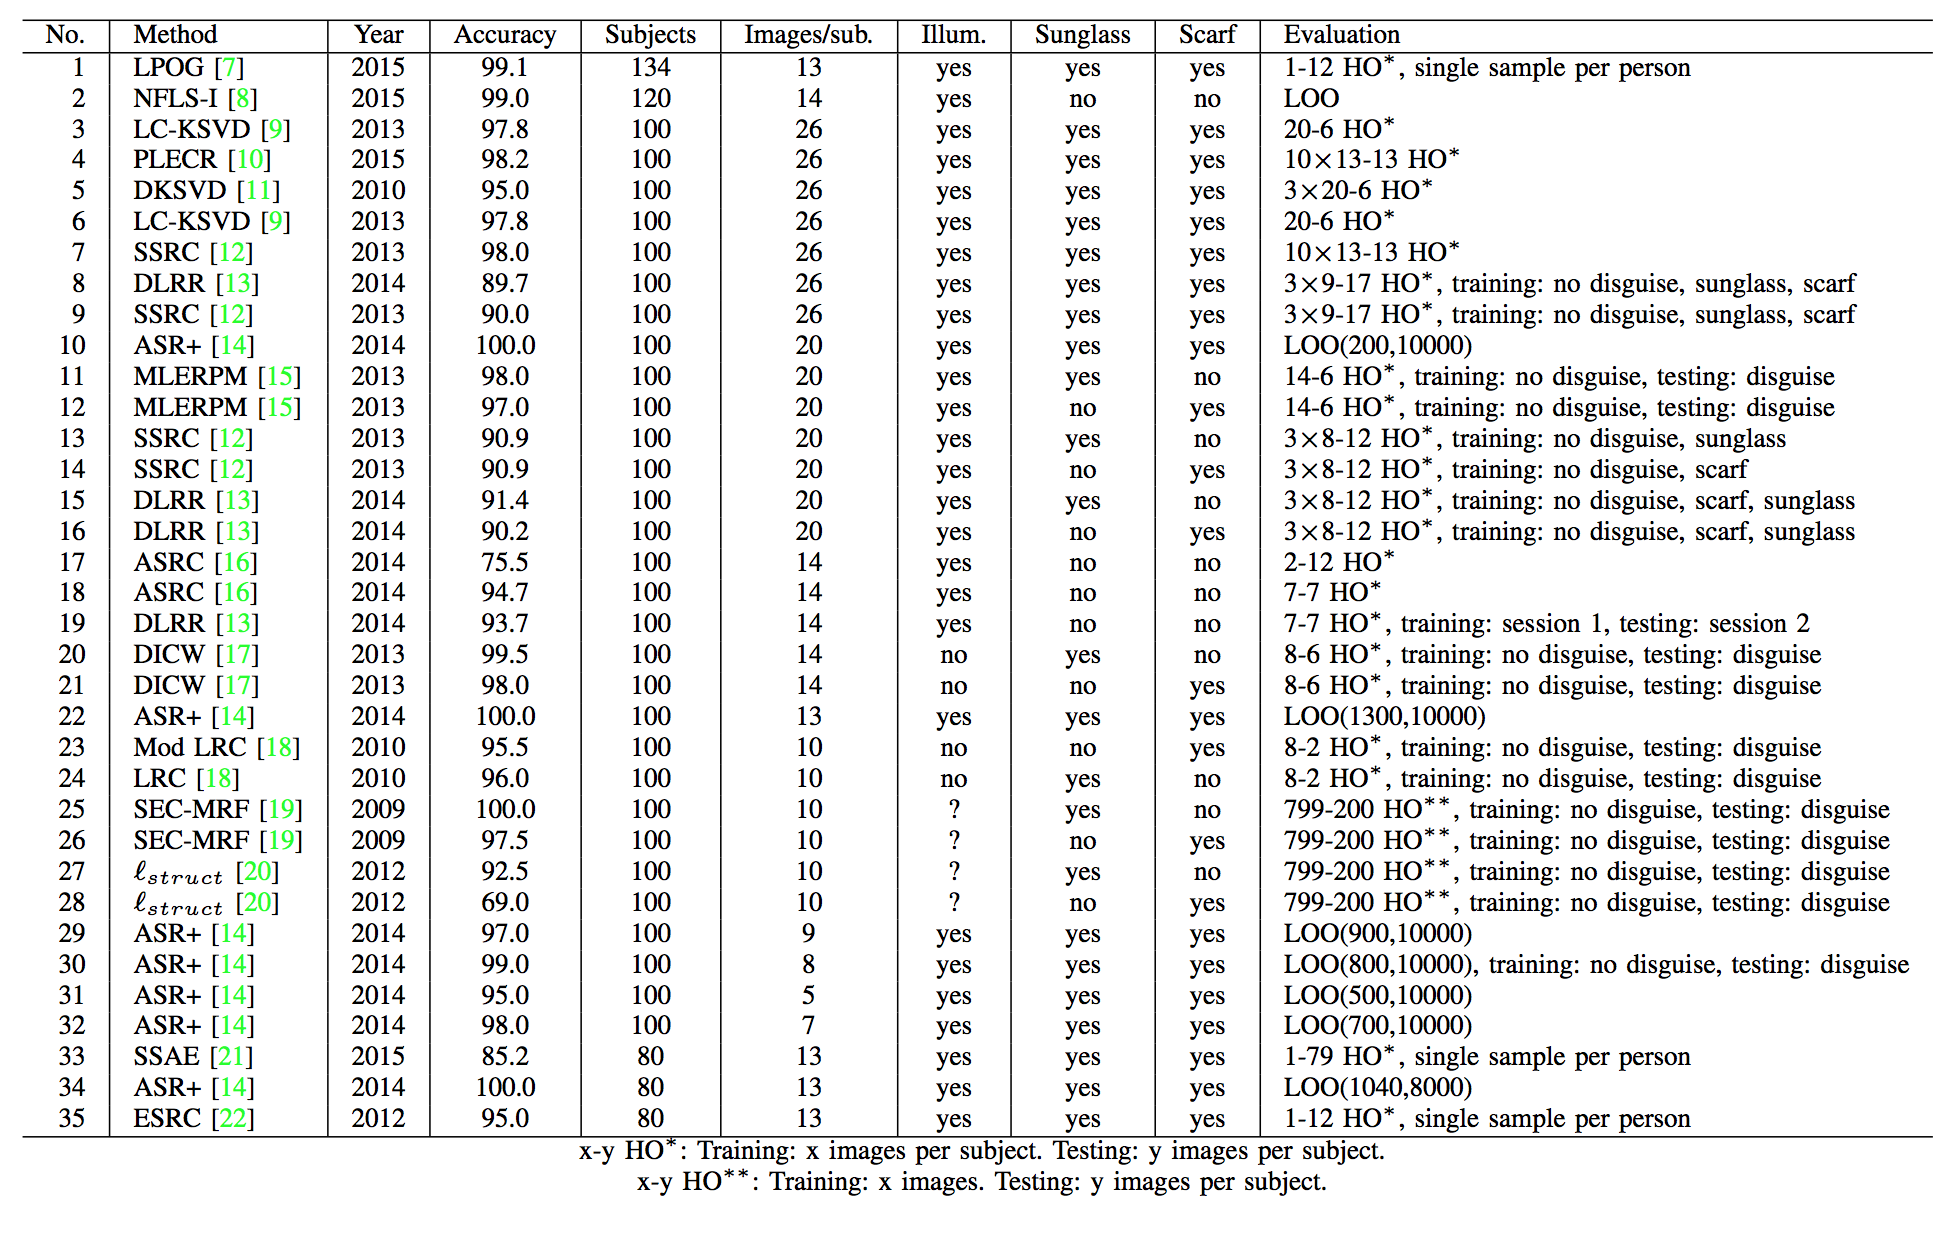 No. Method Year Accuracy Subjects Images/sub. Illum. Sunglass Scarf Evaluation
1 LPOG [7] 2015 99.1 134 13 yes yes yes 1-12 HO*, single sample per person
2 NFLS-I [8] 2015 99.0 120 14 yes no no LOO
3 LC-KSVD [9] 2013 97.8 100 26 yes yes yes 20-6 HO*
4 PLECR [10] 2015 98.2 100 26 yes yes yes 10×13-13 HO*
5 DKSVD [11] 2010 95.0 100 26 yes yes yes 3×20-6 HO*
6 LC-KSVD [9] 2013 97.8 100 26 yes yes yes 20-6 HO*
7 SSRC [12] 2013 98.0 100 26 yes yes yes 10×13-13 HO*
8 DLRR [13] 2014 89.7 100 26 yes yes yes 3×9-17 HO*, training: no disguise, sunglass, scarf
9 SSRC [12] 2013 90.0 100 26 yes yes yes 3×9-17 HO*, training: no disguise, sunglass, scarf
10 ASR+ [14] 2014 100.0 100 20 yes yes yes LOO(200,10000)
11 MLERPM [15] 2013 98.0 100 20 yes yes no 14-6 HO*, training: no disguise, testing: disguise
12 MLERPM [15] 2013 97.0 100 20 yes no yes 14-6 HO*, training: no disguise, testing: disguise
13 SSRC [12] 2013 90.9 100 20 yes yes no 3×8-12 HO*, training: no disguise, sunglass
14 SSRC [12] 2013 90.9 100 20 yes no yes 3×8-12 HO*, training: no disguise, scarf
15 DLRR [13] 2014 91.4 100 20 yes yes no 3×8-12 HO*, training: no disguise, scarf, sunglass
16 DLRR [13] 2014 90.2 100 20 yes no yes 3×8-12 HO*, training: no disguise, scarf, sunglass
17 ASRC [16] 2014 75.5 100 14 yes no no 2-12 HO*
18 ASRC [16] 2014 94.7 100 14 yes no no 7-7 HO*
19 DLRR [13] 2014 93.7 100 14 yes no no 7-7 HO*, training: session 1, testing: session 2
20 DICW [17] 2013 99.5 100 14 no yes no 8-6 HO*, training: no disguise, testing: disguise
21 DICW [17] 2013 98.0 100 14 no no yes 8-6 HO*, training: no disguise, testing: disguise
22 ASR+ [14] 2014 100.0 100 13 yes yes yes LOO(1300,10000)
23 Mod LRC [18] 2010 95.5 100 10 no no yes 8-2 HO*, training: no disguise, testing: disguise
24 LRC [18] 2010 96.0 100 10 no yes no 8-2 HO*, training: no disguise, testing: disguise
25 SEC-MRF [19] 2009 100.0 100 10 ? yes no 799-200 HO**, training: no disguise, testing: disguise
26 SEC-MRF [19] 2009 97.5 100 10 ? no yes 799-200 HO**, training: no disguise, testing: disguise
27 ℓstruct [20] 2012 92.5 100 10 ? yes no 799-200 HO**, training: no disguise, testing: disguise
28 ℓstruct [20] 2012 69.0 100 10 ? no yes 799-200 HO**, training: no disguise, testing: disguise
29 ASR+ [14] 2014 97.0 100 9 yes yes yes LOO(900,10000)
30 ASR+ [14] 2014 99.0 100 8 yes yes yes LOO(800,10000), training: no disguise, testing: disguise
31 ASR+ [14] 2014 95.0 100 5 yes yes yes LOO(500,10000)
32 ASR+ [14] 2014 98.0 100 7 yes yes yes LOO(700,10000)
33 SSAE [21] 2015 85.2 80 13 yes yes yes 1-79 HO*, single sample per person
34 ASR+ [14] 2014 100.0 80 13 yes yes yes LOO(1040,8000)
35 ESRC [22] 2012 95.0 80 13 yes yes yes 1-12 HO*, single sample per person
x-y HO*: Training: x images per subject. Testing: y images per subject.
x-y HO**: Training: x images. Testing: y images per subject.